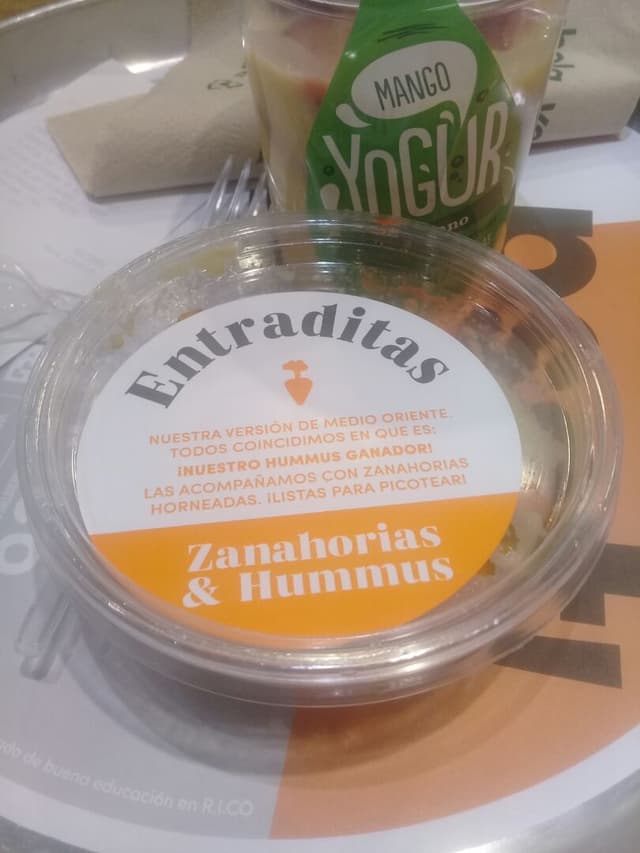 MANGO
YOGUR
Entraditas
NUESTRA VERSIÓN DE MEDIO ORIENTE.
TODOS COINCIDIMOS EN QUE ES:
¡NUESTRO HUMMUS GANADOR!
LAS ACOMPAÑAMOS CON ZANAHORIAS
HORNEADAS. ¡LISTAS PARA PICOTEAR!
Zanahorias
& Hummus
de buena educación en R.I.CO